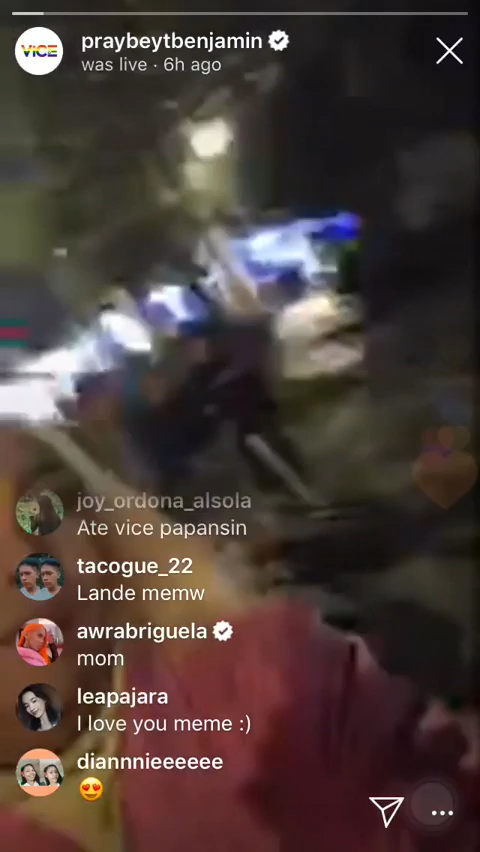 VICE
praybeytbenjamin
was live · 6h ago
joy_ordona_alsola
Ate vice papansin
tacogue_22
Lande memw
awrabriguela
mom
leapajara
I love you meme :)
diannnieeeeee
😍